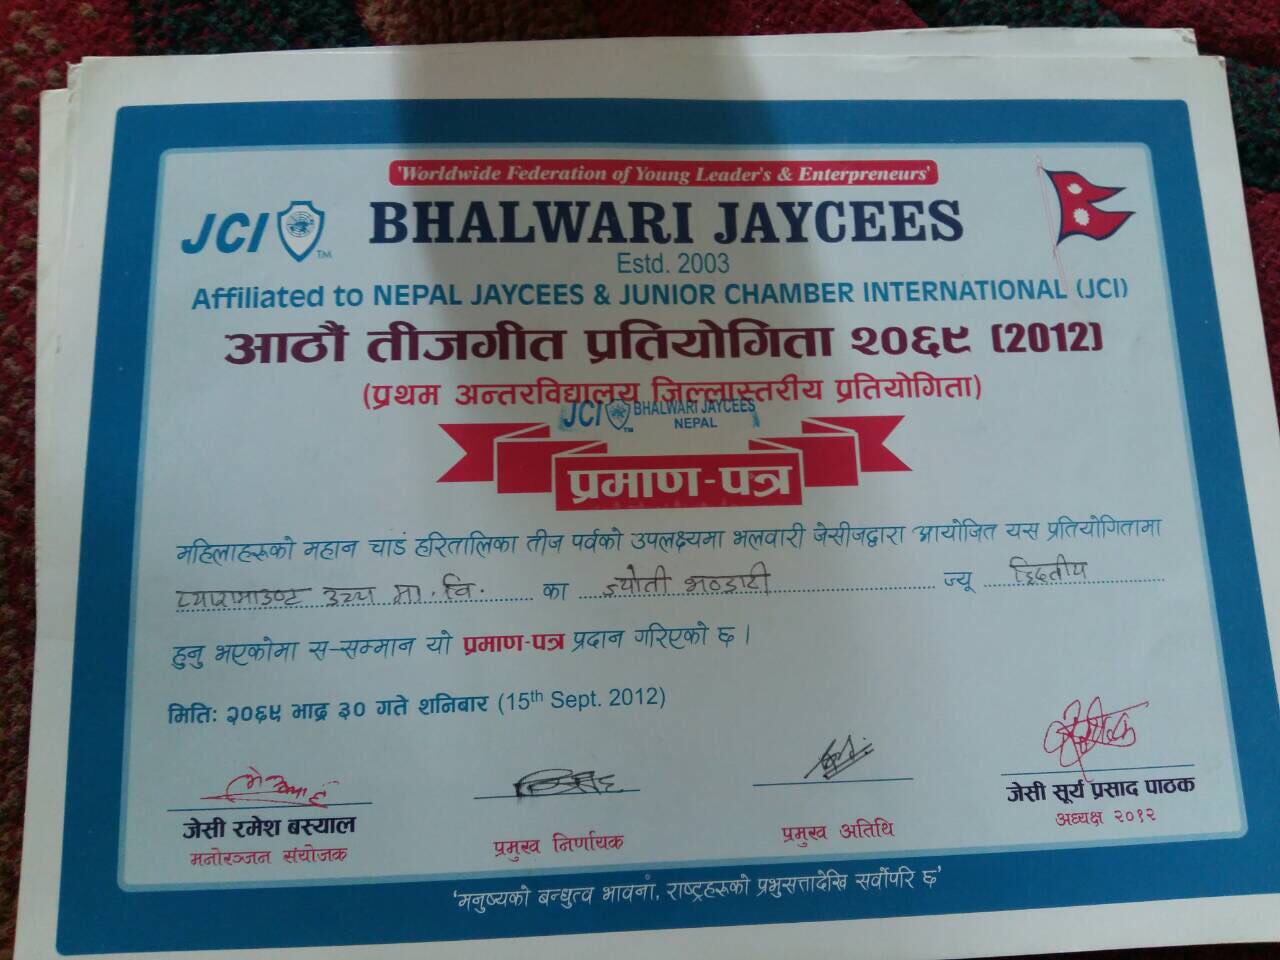 'Worldwide Federation of Young Leader's & Enterpreneurs'
JCI TM
BHALWARI JAYCEES
Estd. 2003
Affiliated to NEPAL JAYCEES & JUNIOR CHAMBER INTERNATIONAL (JCI)
आठौं तीजगीत प्रतियोगिता २०६९ (2012)
(प्रथम अन्तरविद्यालय जिल्लास्तरीय प्रतियोगिता)
JCI TM BHALWARI JAYCEES
NEPAL
प्रमाण-पत्र
महिलाहरूको महान चाडं हरितालिका तीज पर्वको उपलक्ष्यमा भलवारी जेसीजद्वारा आयोजित यस प्रतियोगितामा
प्यारामाउण्ट उच्च मा.वि. का ज्योती भण्डारी ज्यू द्वितीय
हुनु भएकोमा स-सम्मान यो प्रमाण-पत्र प्रदान गरिएको छ ।
मितिः २०६९ भाद्र ३० गते शनिबार (15th Sept. 2012)
जेसी रमेश बस्याल
मनोरञ्जन संयोजक
प्रमुख निर्णायक
प्रमुख अतिथि
जेसी सूर्य प्रसाद पाठक
अध्यक्ष २०१२
'मनुष्यको बन्धुत्व भावनां, राष्ट्रहरूको प्रभुसत्तादेखि सर्वोपरि छ'